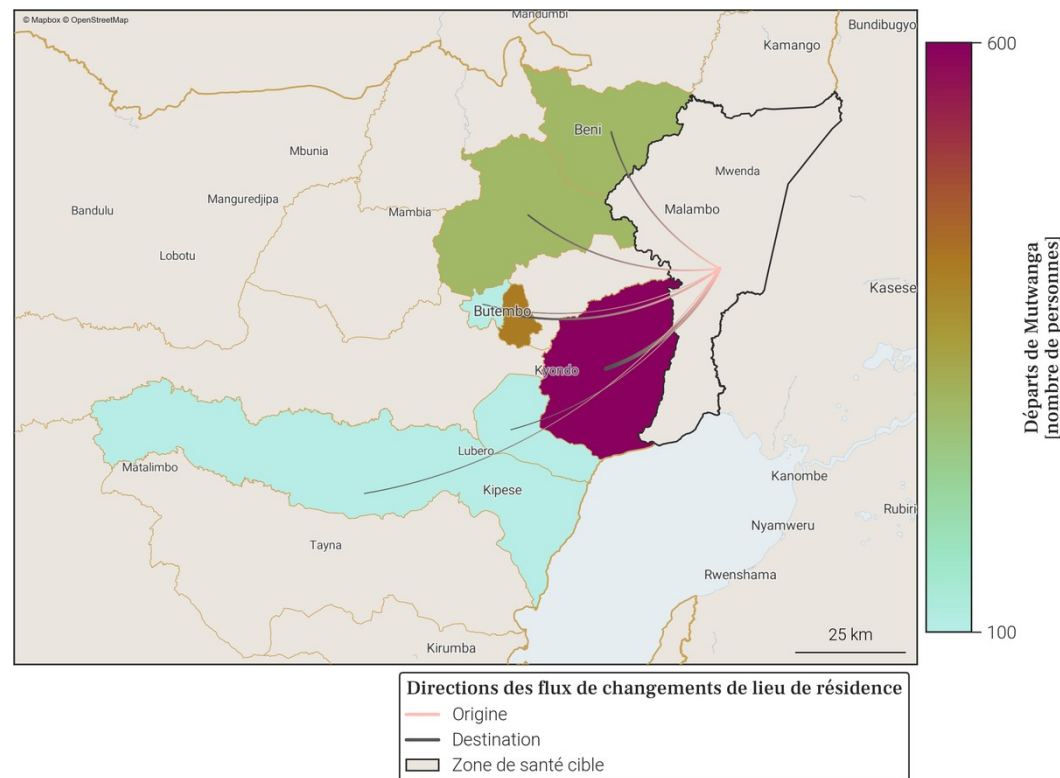 © Mapbox © OpenStreetMap
Mandumbi
Bundibugyo
Kamango
600
Beni
Mbunia
Mwenda
Manguredjipa
Bandulu
Mambia
Malambo
Lobotu
Kasese
Butembo
Kyondo
Départs de Mutwanga
[nombre de personnes]
Lubero
Matalimbo
Kanombe
Kipese
Rubiri
Nyamweru
Tayna
Rwenshama
25 km
100
Kirumba
Directions des flux de changements de lieu de résidence
Origine
Destination
Zone de santé cible